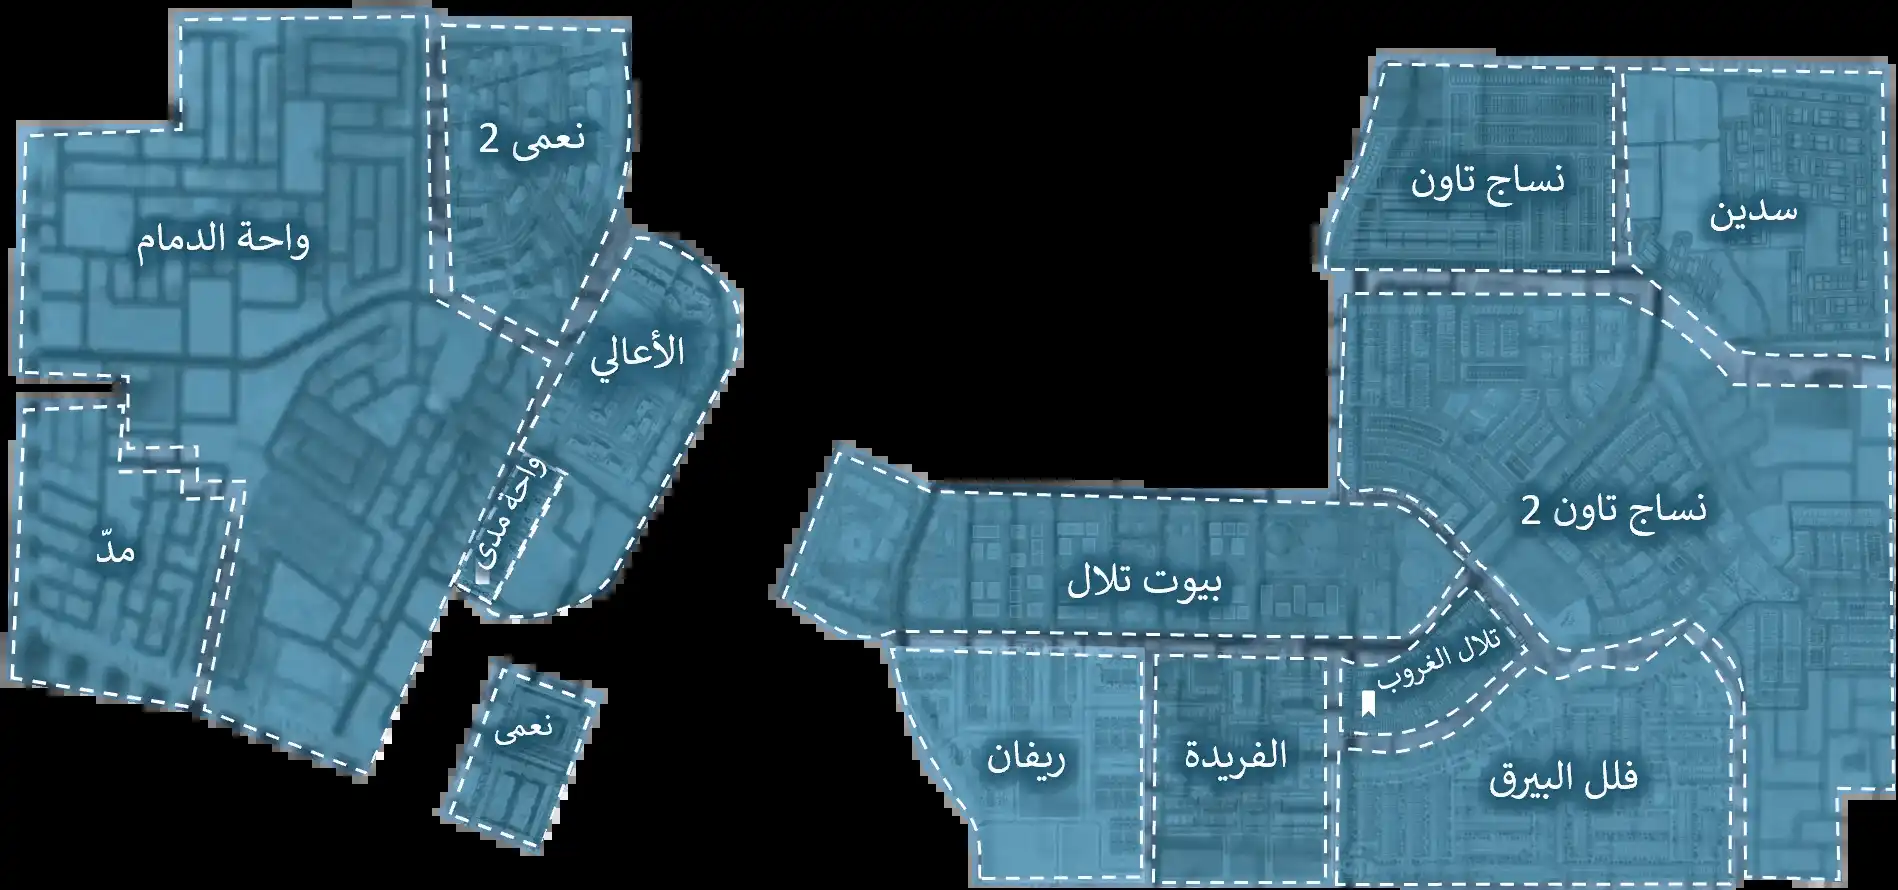 نعمى 2
واحة الدمام
الأعالي
واحة مدى
مدّ
نعمى
نساج تاون
سدين
نساج تاون 2
بيوت تلال
تلال الغروب
ريفان
الفريدة
فلل البيرق